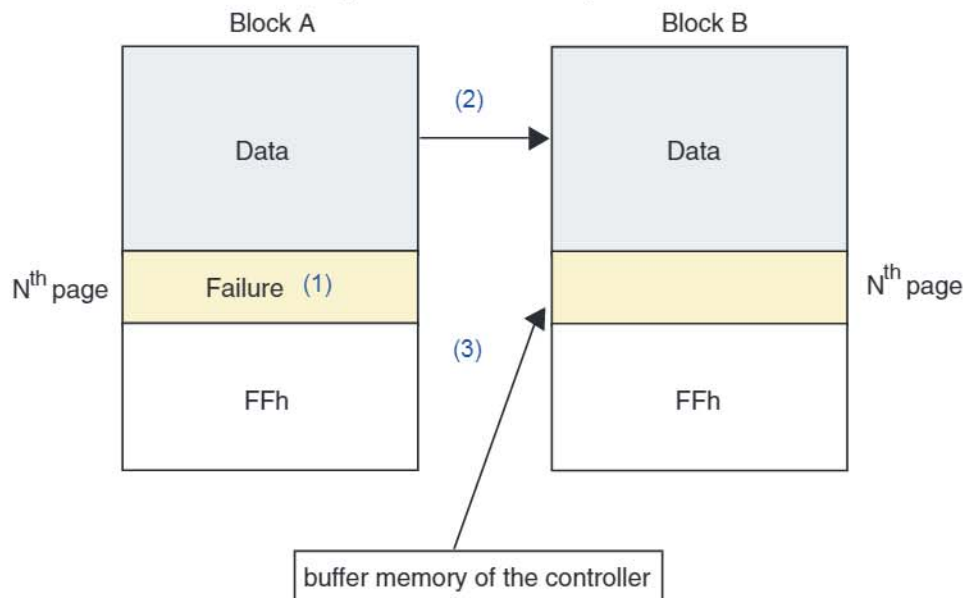 Block A
Block B
(2)
Data
Data
Nth page
Failure (1)
Nth page
(3)
FFh
FFh
buffer memory of the controller